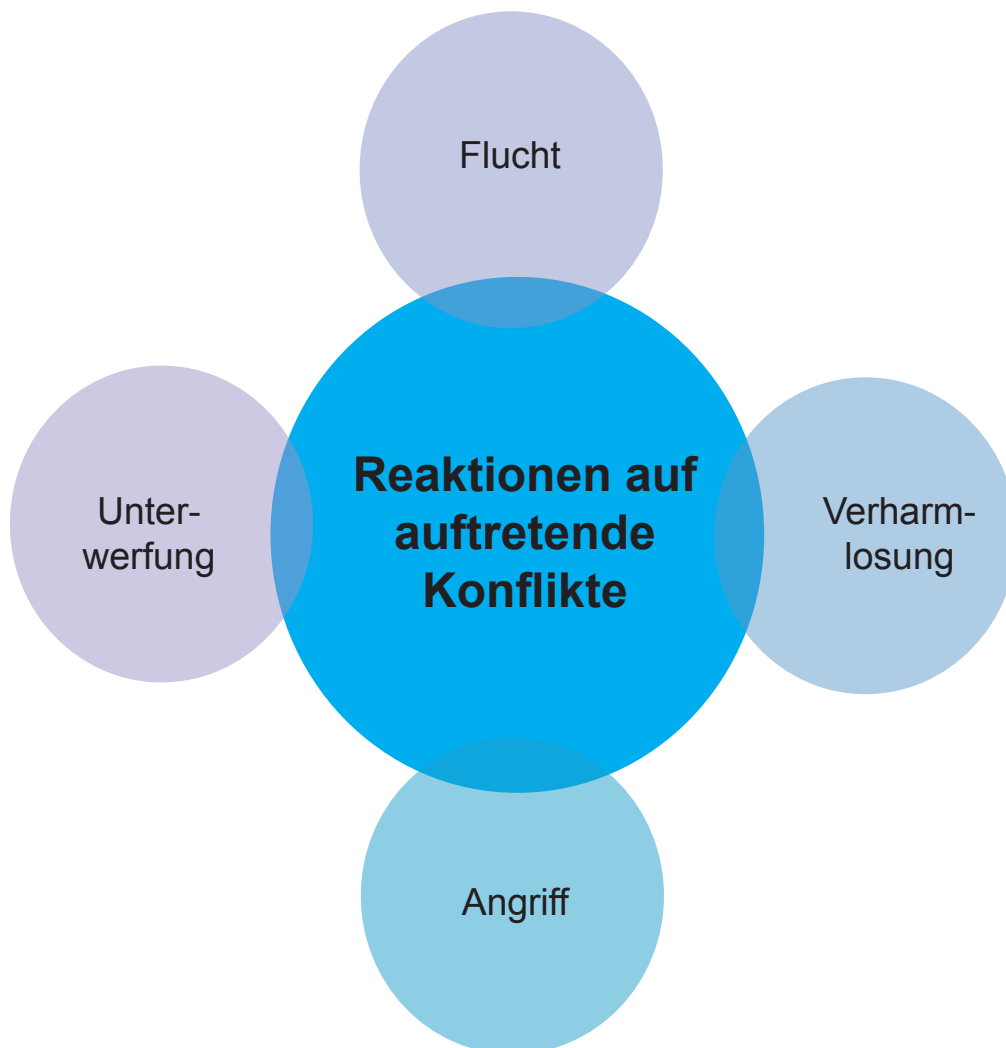 Flucht
Unter-
werfung
Reaktionen auf
auftretende
Konflikte
Verharm-
losung
Angriff